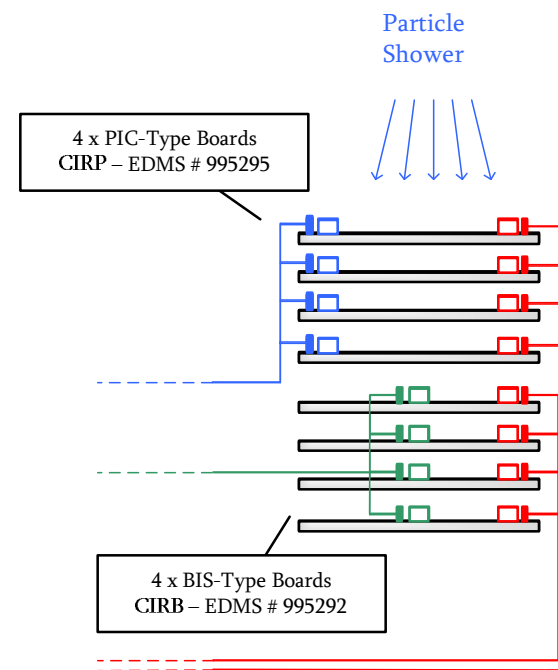 Particle
Shower
4 x PIC-Type Boards
CIRP – EDMS # 995295
4 x BIS-Type Boards
CIRB – EDMS # 995292